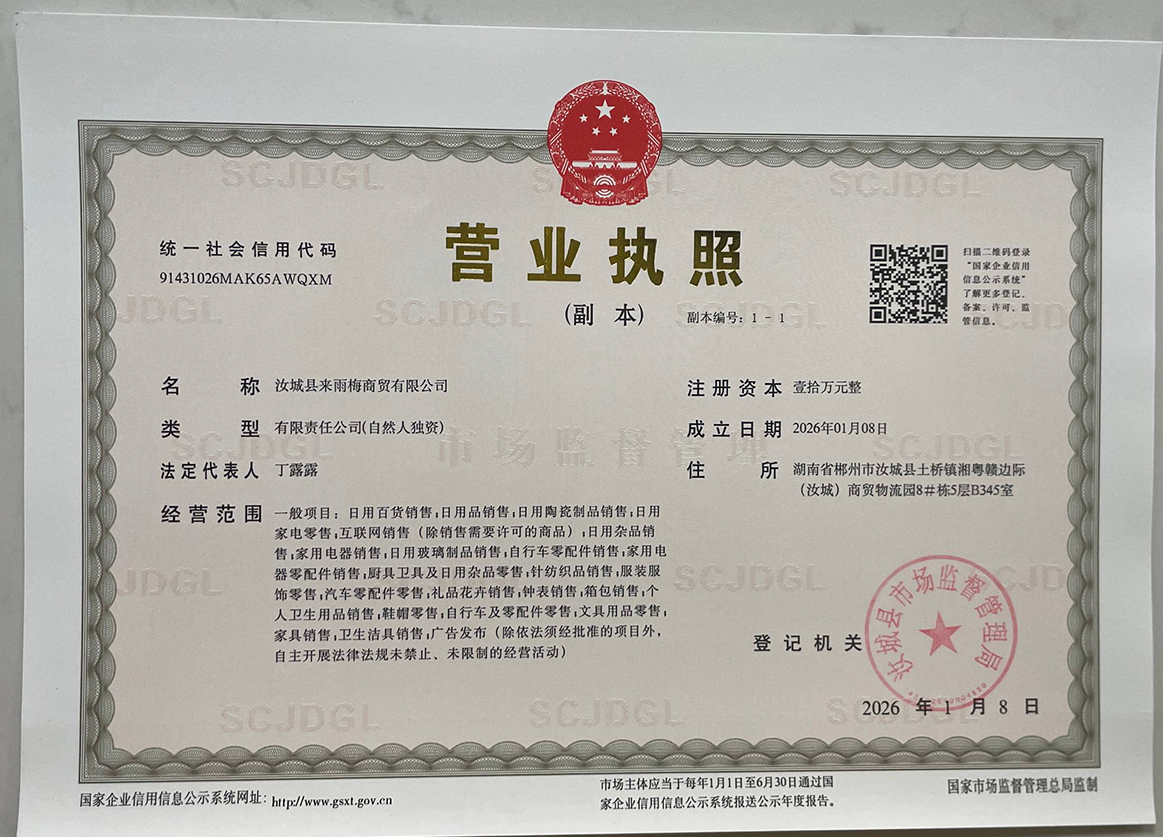 统一社会信用代码
91431026MAK65AWQXM
营业执照
(副 本)
副本编号：1 - 1
扫描二维码登录
“国家企业信用
信息公示系统”
了解更多登记、
备案、许可、监
管信息。
名 称 汝城县来雨梅商贸有限公司
类 型 有限责任公司(自然人独资)
法定代表人 丁露露
经营范围 一般项目：日用百货销售;日用品销售;日用陶瓷制品销售;日用
家电零售;互联网销售（除销售需要许可的商品）;日用杂品销
售;家用电器销售;日用玻璃制品销售;自行车零配件销售;家用电
器零配件销售;厨具卫具及日用杂品零售;针纺织品销售;服装服
饰零售;汽车零配件零售;礼品花卉销售;钟表销售;箱包销售;个
人卫生用品销售;鞋帽零售;自行车及零配件零售;文具用品零售;
家具销售;卫生洁具销售;广告发布（除依法须经批准的项目外，
自主开展法律法规未禁止、未限制的经营活动）
注册资本 壹拾万元整
成立日期 2026年01月08日
住 所 湖南省郴州市汝城县土桥镇湘粤赣边际
（汝城）商贸物流园8#栋5层B345室
登记机关
汝城县市场监督管理局
2026 年 1 月 8 日
SCJDGL
市场监督管理
国家企业信用信息公示系统网址：http://www.gsxt.gov.cn
市场主体应当于每年1月1日至6月30日通过国
家企业信用信息公示系统报送公示年度报告。
国家市场监督管理总局监制